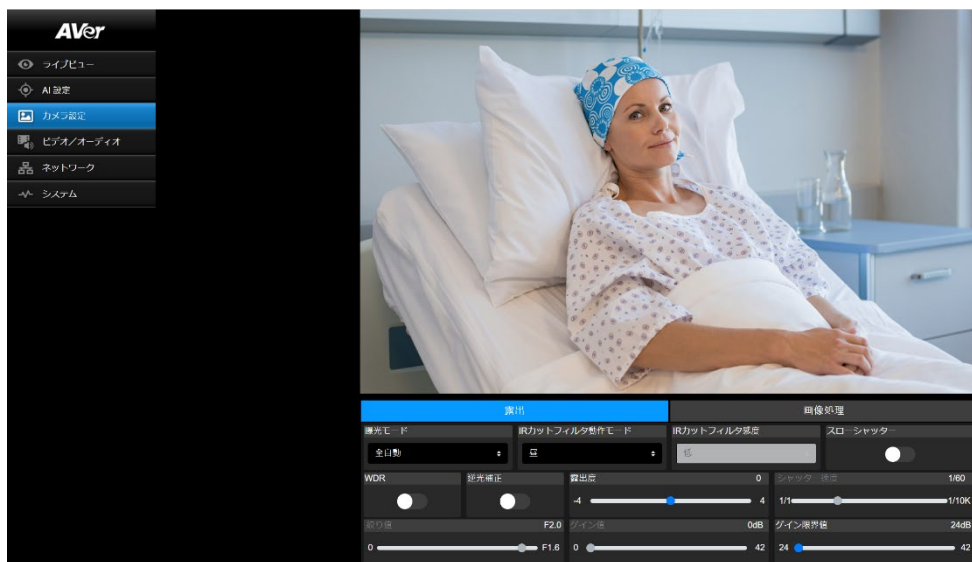 AVer
ライブビュー
AI 設定
カメラ設定
ビデオ/オーディオ
ネットワーク
システム
露出
画像処理
曝光モード
IRカットフィルタ動作モード
IRカットフィルタ感度
スローシャッター
全自動
昼
低
WDR
逆光補正
露出度 0
シャッター速度 1/60
-4 4
1/1 1/10K
絞り値 F2.0
ゲイン値 0dB
ゲイン限界値 24dB
0 F1.6
0 42
24 42